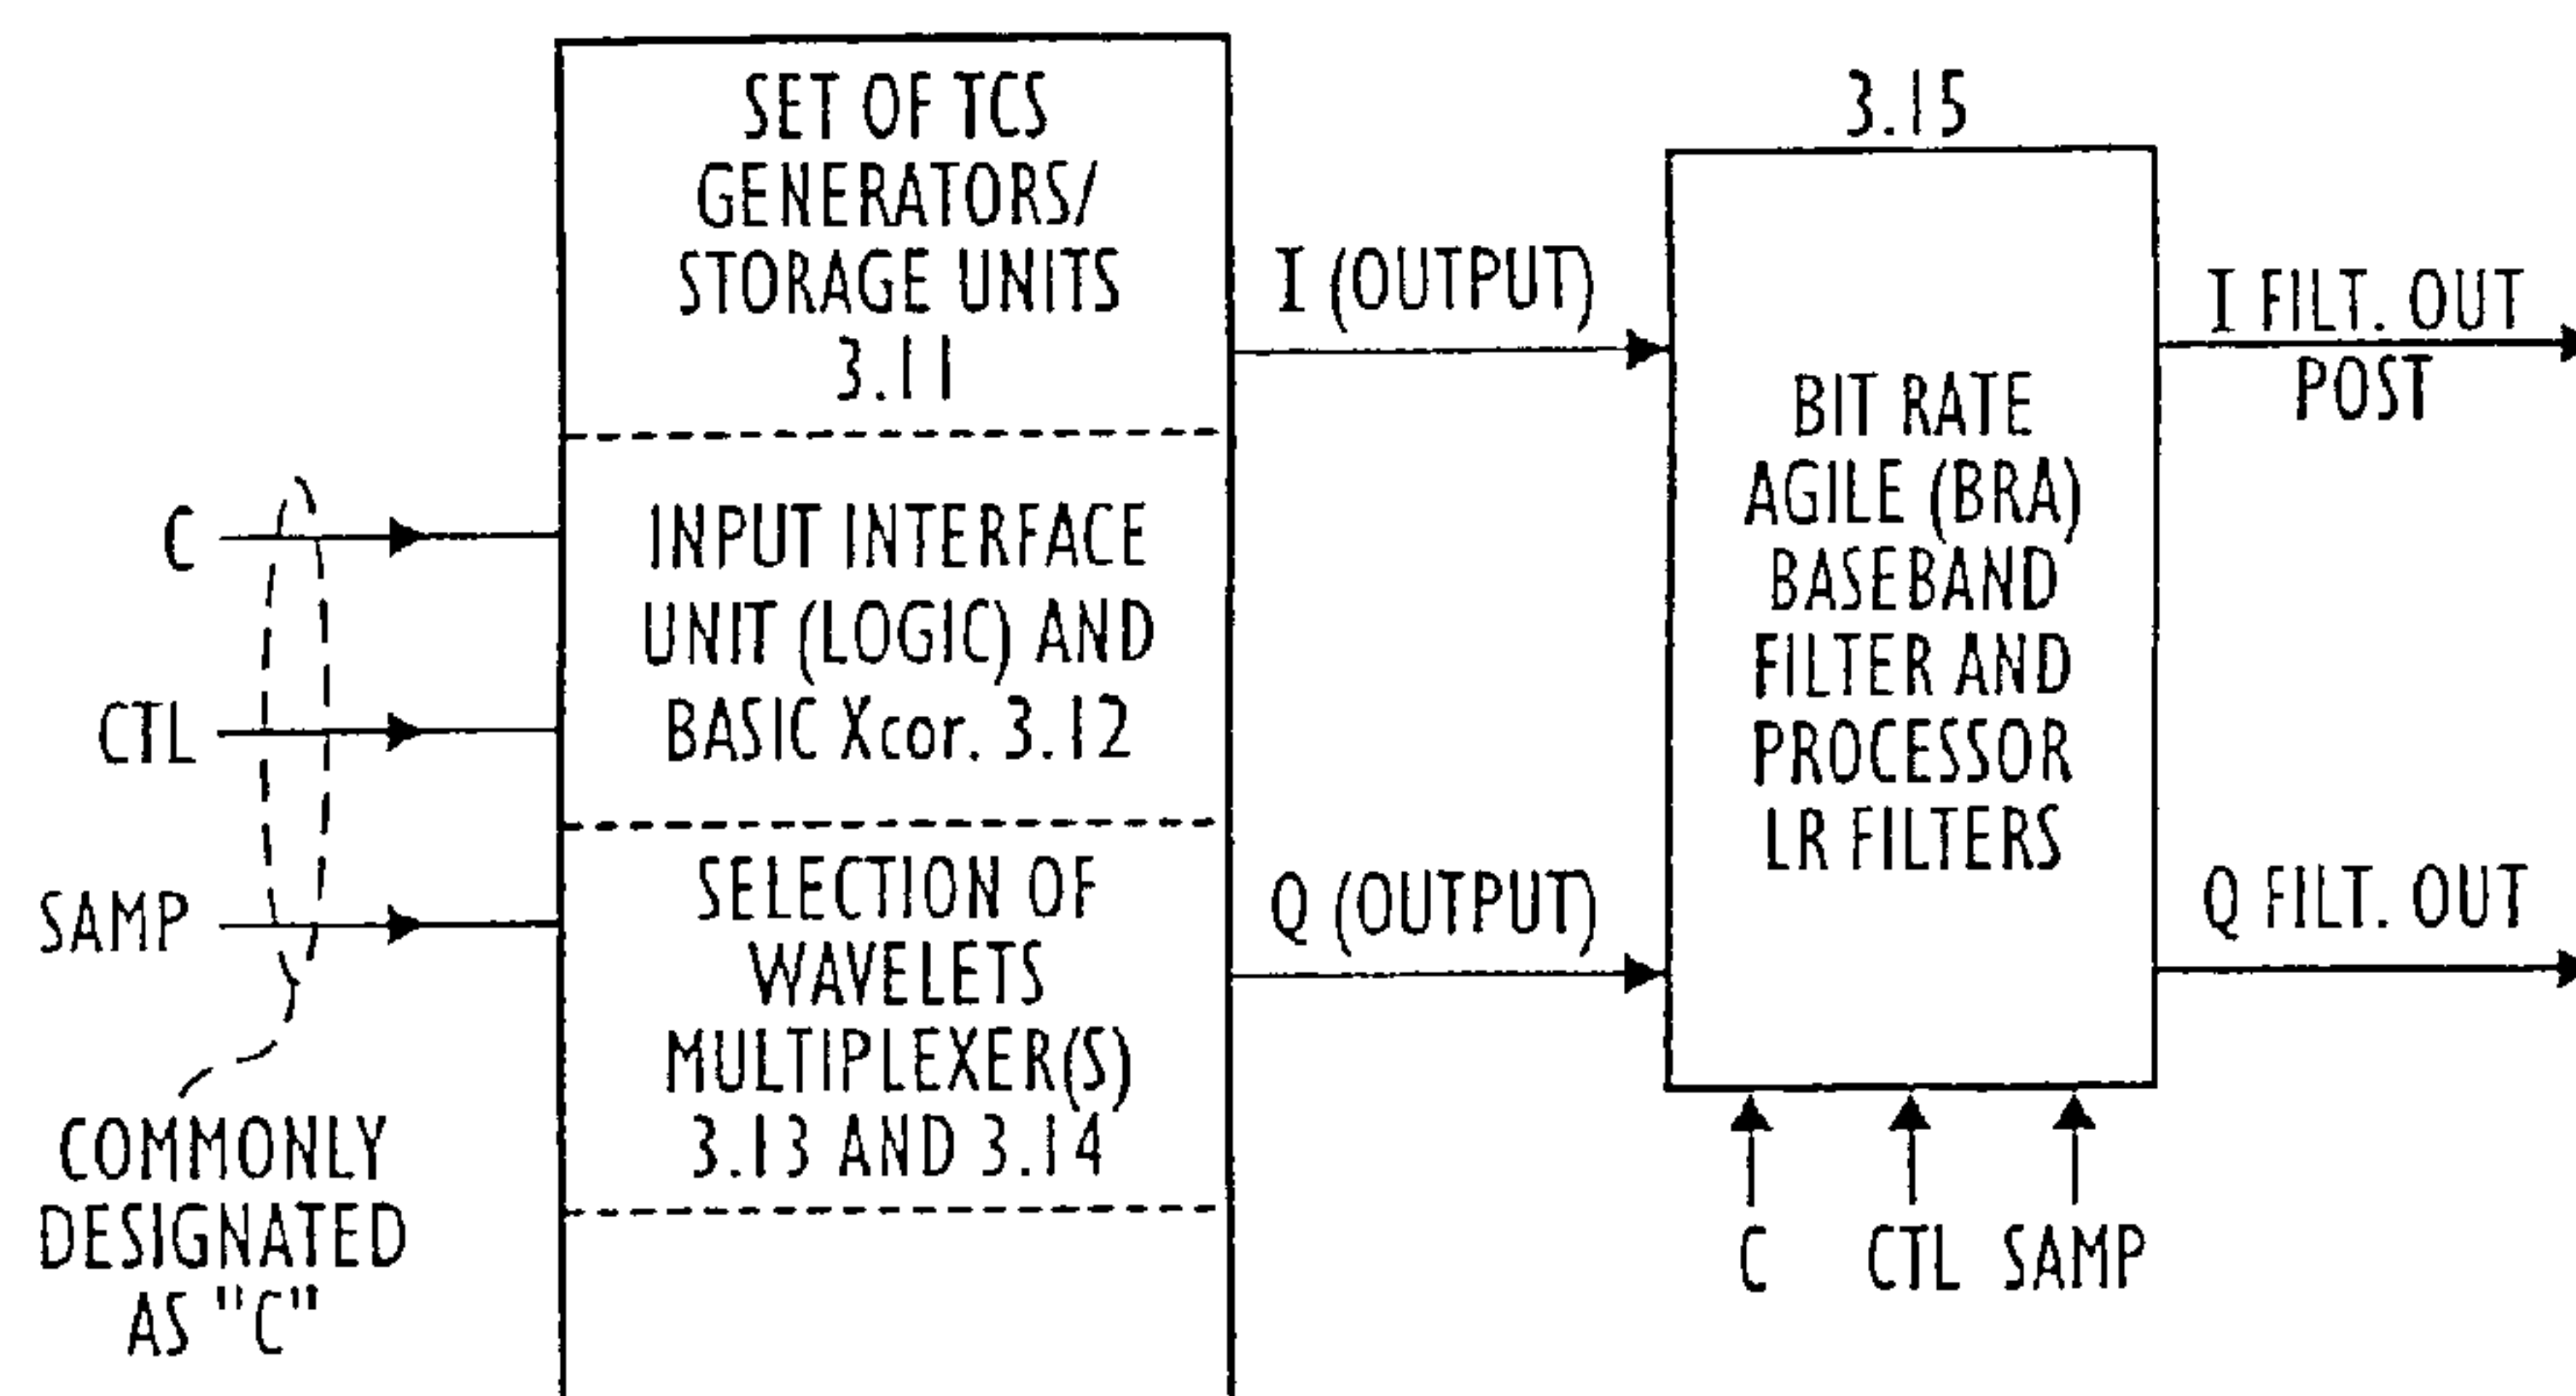 SET OF TCS
GENERATORS/
STORAGE UNITS
3.11
C
CTL
SAMP
COMMONLY
DESIGNATED
AS "C"
INPUT INTERFACE
UNIT (LOGIC) AND
BASIC Xcor. 3.12
SELECTION OF
WAVELETS
MULTIPLEXER(S)
3.13 AND 3.14
I (OUTPUT)
Q (OUTPUT)
3.15
BIT RATE
AGILE (BRA)
BASEBAND
FILTER AND
PROCESSOR
LR FILTERS
C CTL SAMP
I FILT. OUT
POST
Q FILT. OUT